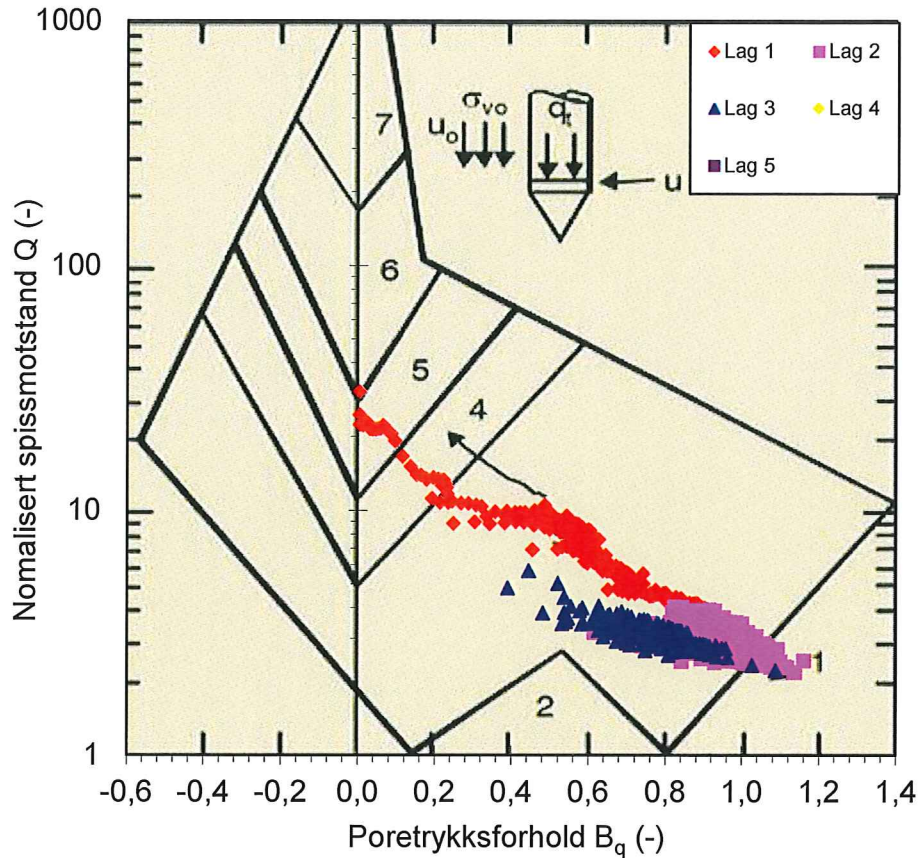 Nomalisert spissmotstand Q (-)
1000
100
10
1
-0,6 -0,4 -0,2 0,0 0,2 0,4 0,6 0,8 1,0 1,2 1,4
Poretrykksforhold Bq (-)
7
6
5
4
2
1
σvo
uo
qt
u
Lag 1 Lag 2
Lag 3 Lag 4
Lag 5